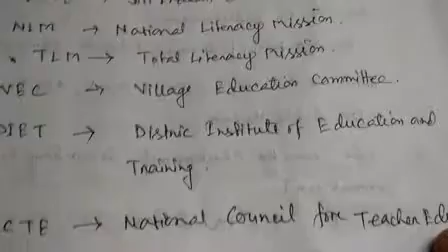 NLM → National Literacy Mission.
• TLM → Total Literacy Mission.
VEC → Village Education Committee.
DIET → Distric Institute of Education and
Training.
CTE → National Council for Teacher Edu